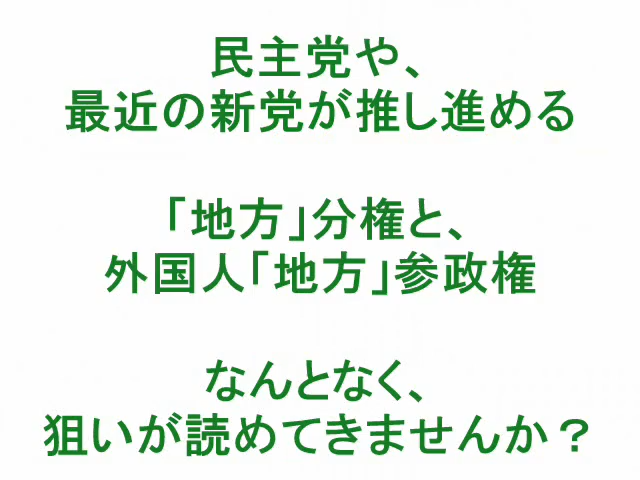 民主党や、
最近の新党が推し進める
「地方」分権と、
外国人「地方」参政権
なんとなく、
狙いが読めてきませんか？